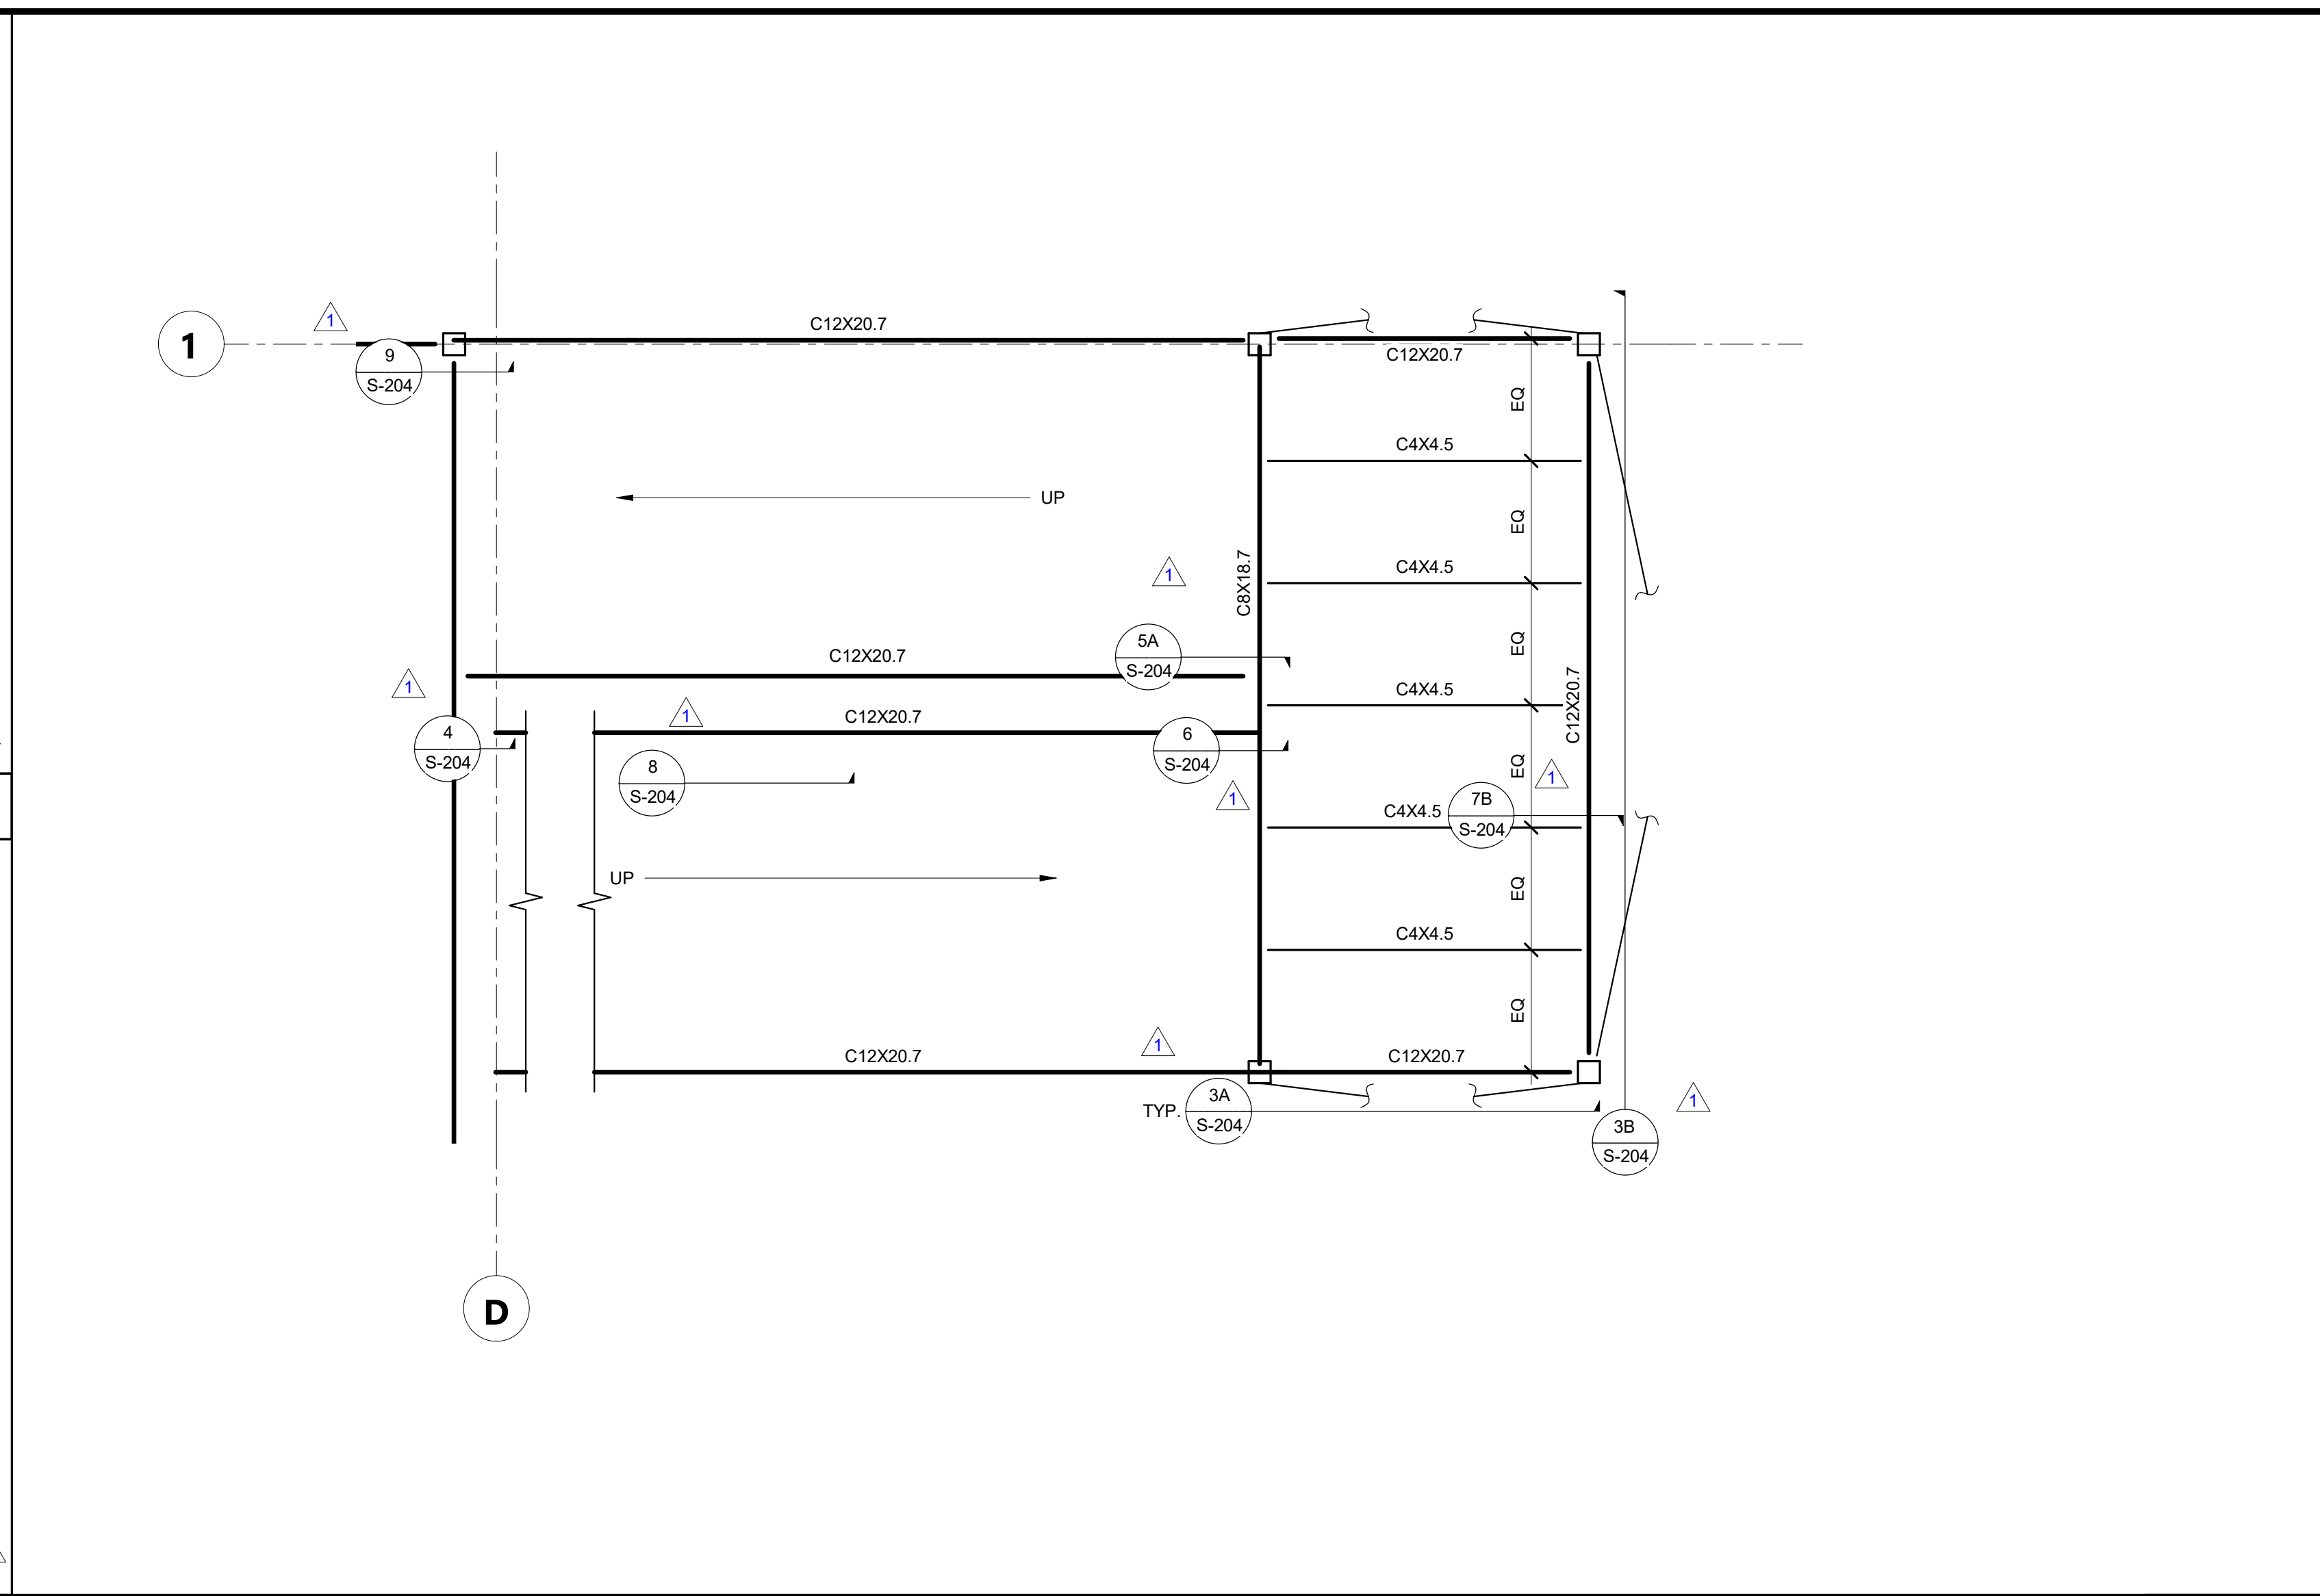 1
C12X20.7
1
9
S-204
C12X20.7
EQ
C4X4.5
UP
EQ
C8X18.7
1
C4X4.5
5A
S-204
EQ
C12X20.7
1
C4X4.5
C12X20.7
1
C12X20.7
4
S-204
6
S-204
8
S-204
EQ
1
1
7B
S-204
C4X4.5
UP
EQ
C4X4.5
EQ
1
C12X20.7
C12X20.7
TYP.
3A
S-204
1
3B
S-204
D